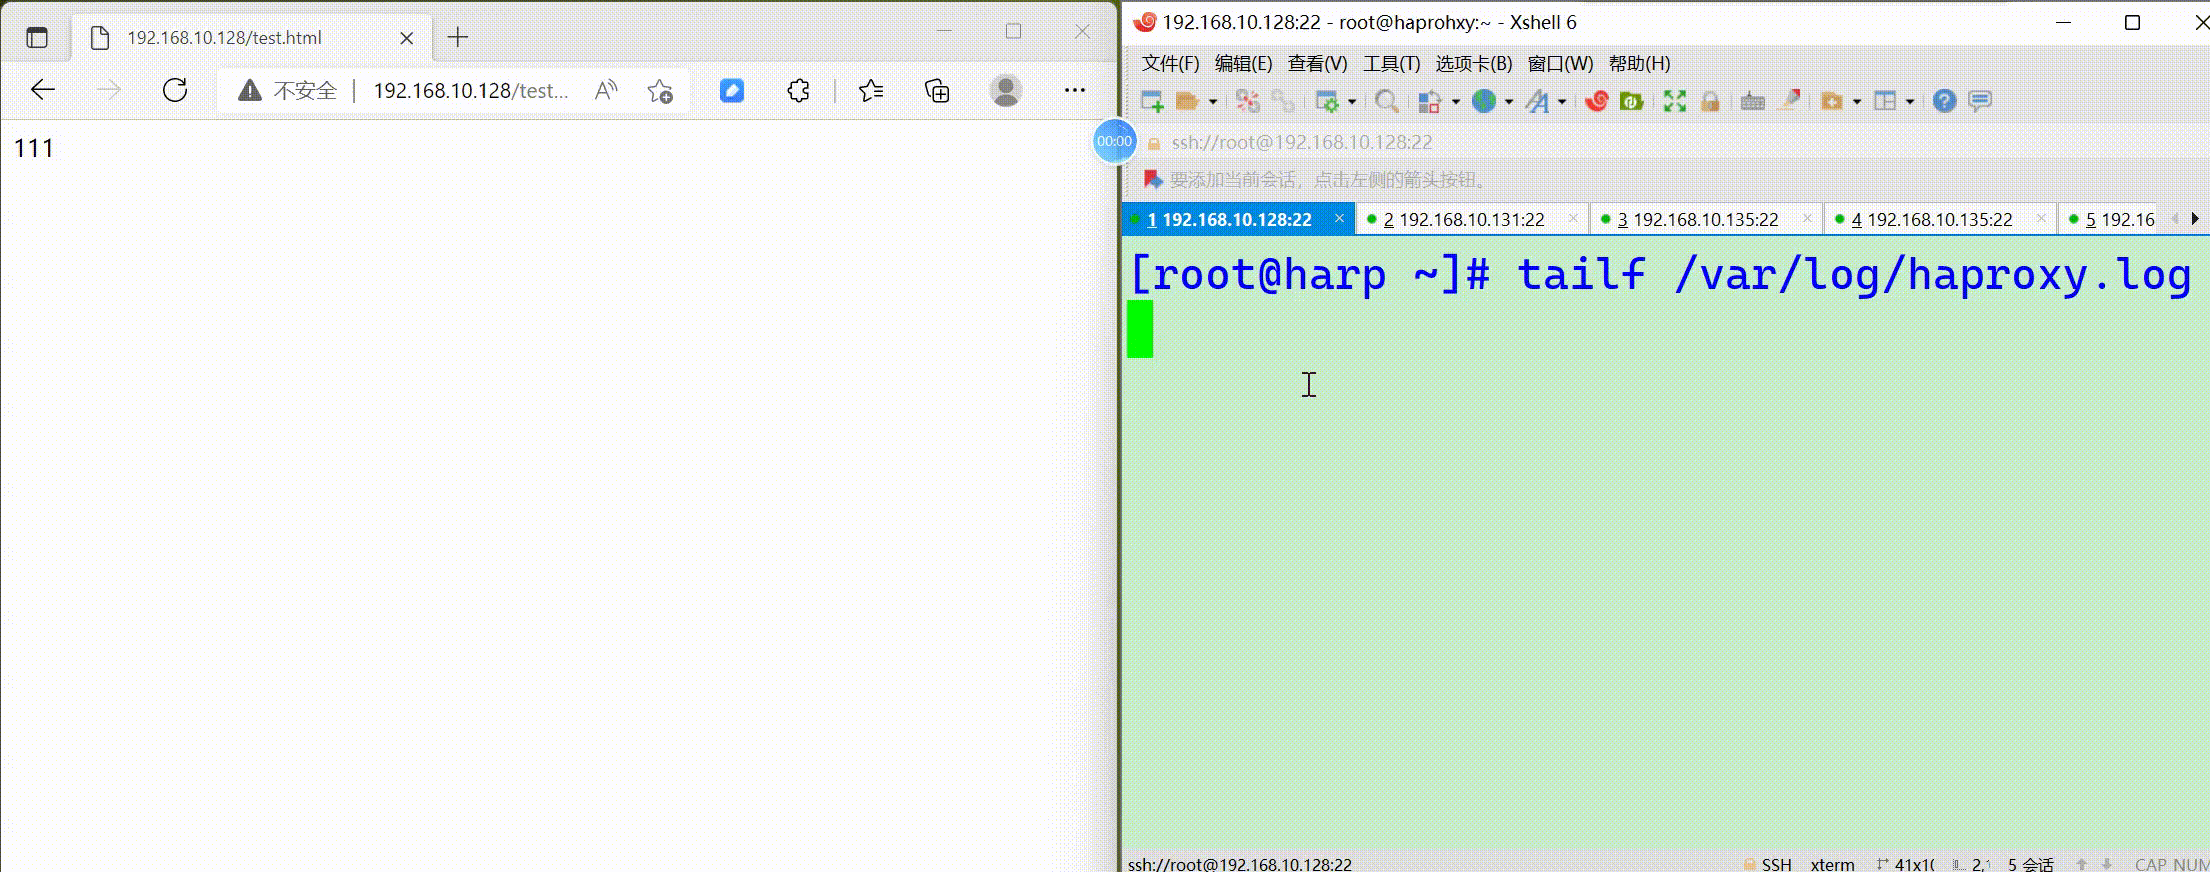 192.168.10.128/test.html
不安全 | 192.168.10.128/test...
111
00:00
192.168.10.128:22 - root@haprohxy:~ - Xshell 6
文件(F) 编辑(E) 查看(V) 工具(T) 选项卡(B) 窗口(W) 帮助(H)
ssh://root@192.168.10.128:22
要添加当前会话，点击左侧的箭头按钮。
1 192.168.10.128:22 2 192.168.10.131:22 3 192.168.10.135:22 4 192.168.10.135:22 5 192.16
[root@harp ~]# tailf /var/log/haproxy.log
ssh://root@192.168.10.128:22 SSH xterm 5 会话 CAP NUM